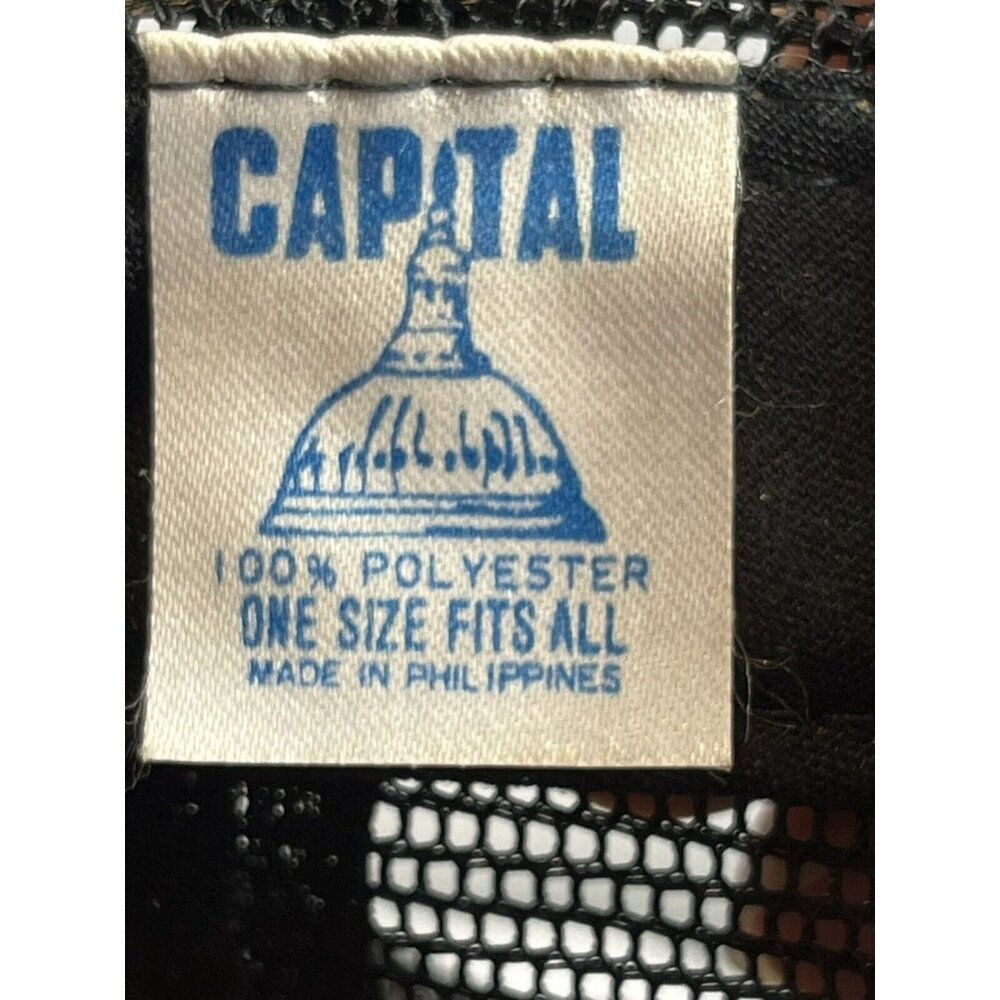 CAPITAL
100% POLYESTER
ONE SIZE FITS ALL
MADE IN PHILIPPINES